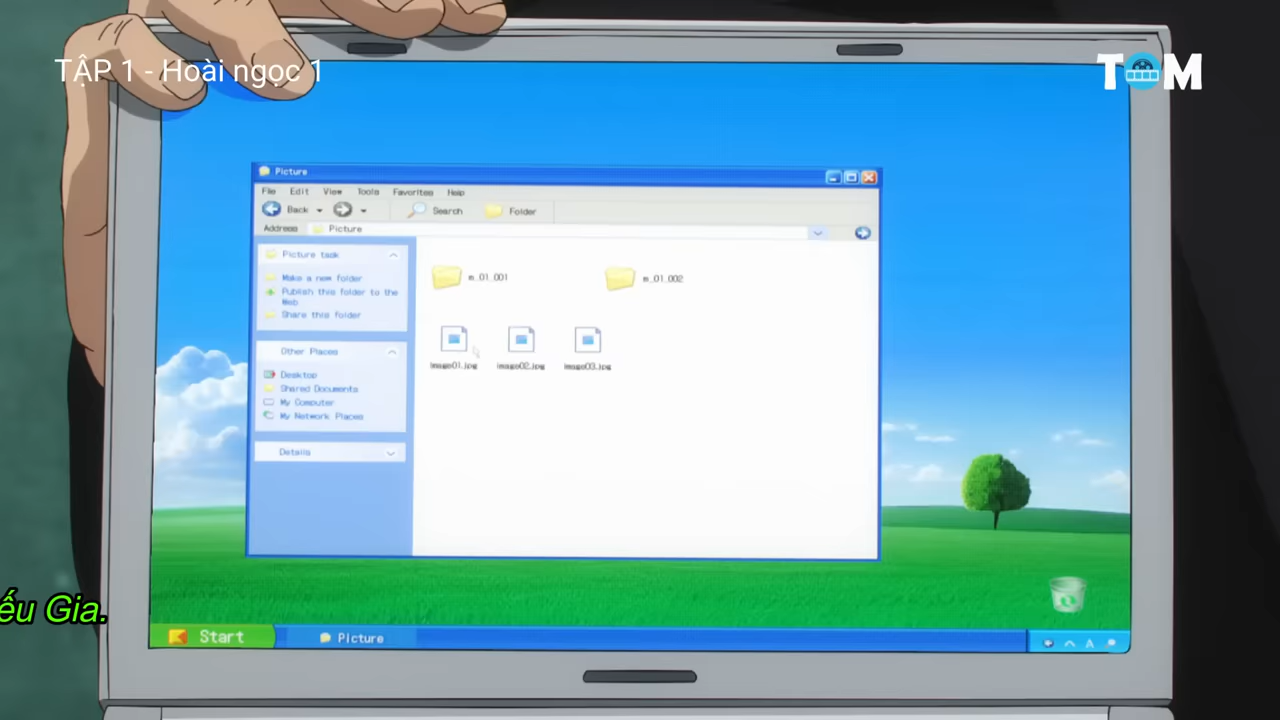 TẬP 1 - Hoài ngọc 1
TOM
Picture
File Edit View Tools Favorites Help
Back Search Folder
Address Picture
Picture task
Make a new folder
Publish this folder to the
Web
Share this folder
m_01_001 m_01_002
image01.jpg image02.jpg image03.jpg
Other Places
Desktop
Shared Documents
My Computer
My Network Places
Details
ếu Gia.
Start Picture
A